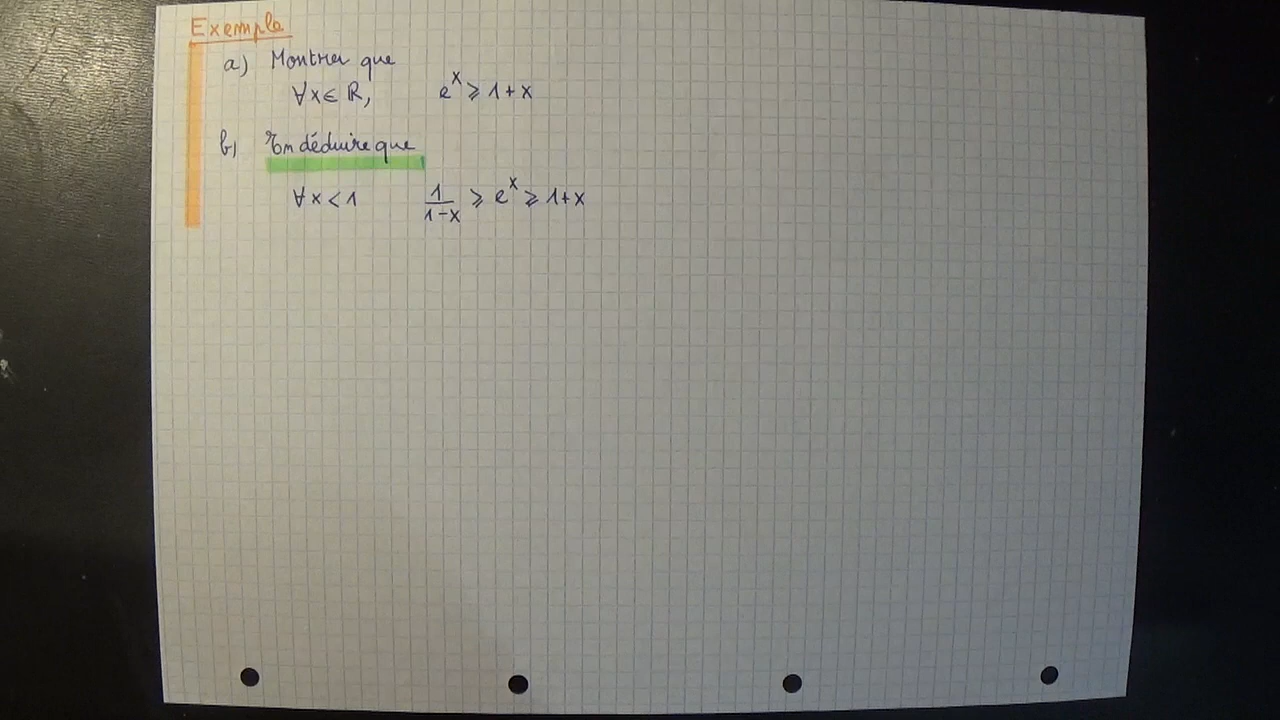 Exemple
a) Montrer que
∀x∈ℝ, eˣ ⩾ 1+x
b) En déduire que
∀x<1 1/(1-x) ⩾ eˣ ⩾ 1+x